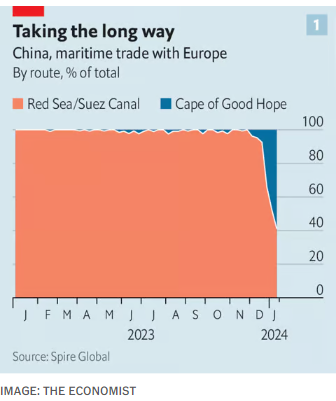 1
Taking the long way
China, maritime trade with Europe
By route, % of total
Red Sea/Suez Canal Cape of Good Hope
100
80
60
40
20
0
J F M A M J J A S O N D J
2023 2024
Source: Spire Global
IMAGE: THE ECONOMIST